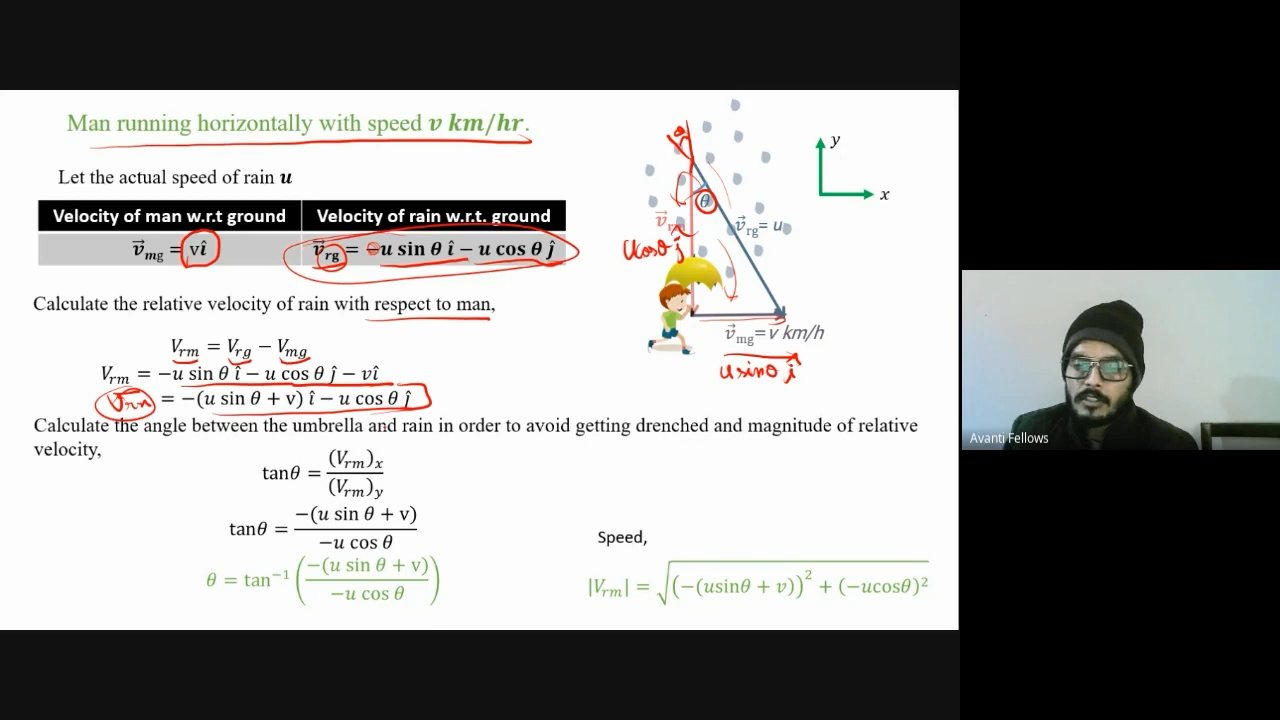 Man running horizontally with speed v km/hr.
Let the actual speed of rain u
Velocity of man w.r.t ground Velocity of rain w.r.t. ground
v⃗mg = vî v⃗rg = −u sin θ î − u cos θ ĵ
Calculate the relative velocity of rain with respect to man,
Vrm = Vrg − Vmg
Vrm = −u sin θ î − u cos θ ĵ − vî
Vrm = −(u sin θ + v) î − u cos θ ĵ
Calculate the angle between the umbrella and rain in order to avoid getting drenched and magnitude of relative
velocity,
tanθ = (Vrm)x / (Vrm)y
tanθ = −(u sin θ + v) / −u cos θ
θ = tan⁻¹ (−(u sin θ + v) / −u cos θ)
Speed,
|Vrm| = √((−(usinθ + v))² + (−ucosθ)²)
θ
θ
v⃗rg= u
ucosθ ĵ
v⃗mg=v km/h
usinθ î
y
x
Avanti Fellows